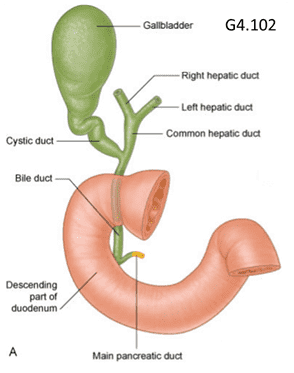 Gallbladder
G4.102
Right hepatic duct
Left hepatic duct
Common hepatic duct
Cystic duct
Bile duct
Descending
part of
duodenum
A
Main pancreatic duct